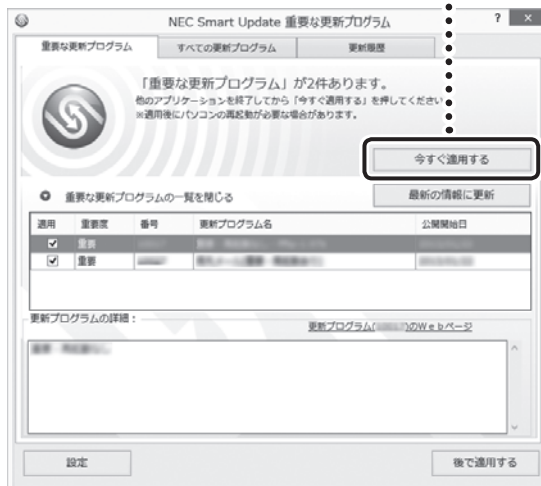 NEC Smart Update 重要な更新プログラム
? ×
重要な更新プログラム すべての更新プログラム 更新履歴
「重要な更新プログラム」が2件あります。
他のアプリケーションを終了してから「今すぐ適用する」を押してください
※適用後にパソコンの再起動が必要な場合があります。
今すぐ適用する
重要な更新プログラムの一覧を閉じる 最新の情報に更新
適用 重要度 番号 更新プログラム名 公開開始日
重要
重要
更新プログラムの詳細：
更新プログラム( )のWebページ
設定 後で適用する